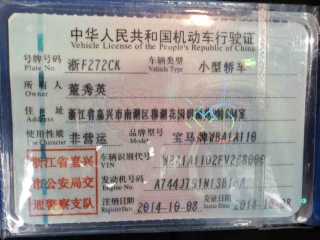 中华人民共和国机动车行驶证
Vehicle License of the People's Republic of China
号牌号码 浙F272CK 车辆类型 小型轿车
Plate No. Vehicle Type
所有人 董秀英
Owner
住址 浙江省嘉兴市南湖区
Address
使用性质 非营运 品牌型号 宝马牌WBA1A110
Use Character Model
浙江省嘉兴 车辆识别代号
VIN
市公安局交 发动机号码
Engine No.
通警察支队 注册日期 2014-10-08 发证日期 2014-10-08
Register Date Issue Date